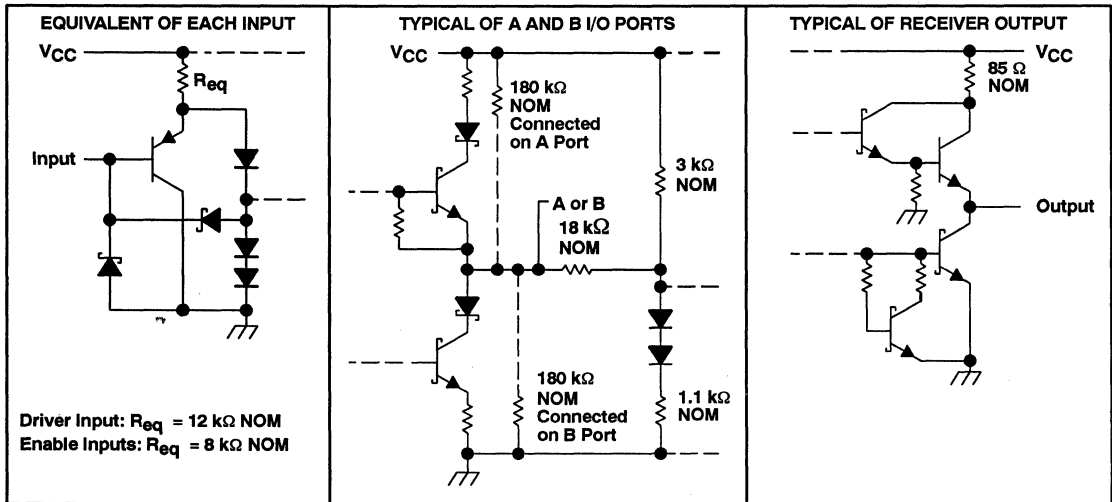 EQUIVALENT OF EACH INPUT
VCC
Req
Input
Driver Input: Req = 12 kΩ NOM
Enable Inputs: Req = 8 kΩ NOM
TYPICAL OF A AND B I/O PORTS
VCC
180 kΩ
NOM
Connected
on A Port
3 kΩ
NOM
A or B
18 kΩ
NOM
180 kΩ
NOM
Connected
on B Port
1.1 kΩ
NOM
TYPICAL OF RECEIVER OUTPUT
VCC
85 Ω
NOM
Output